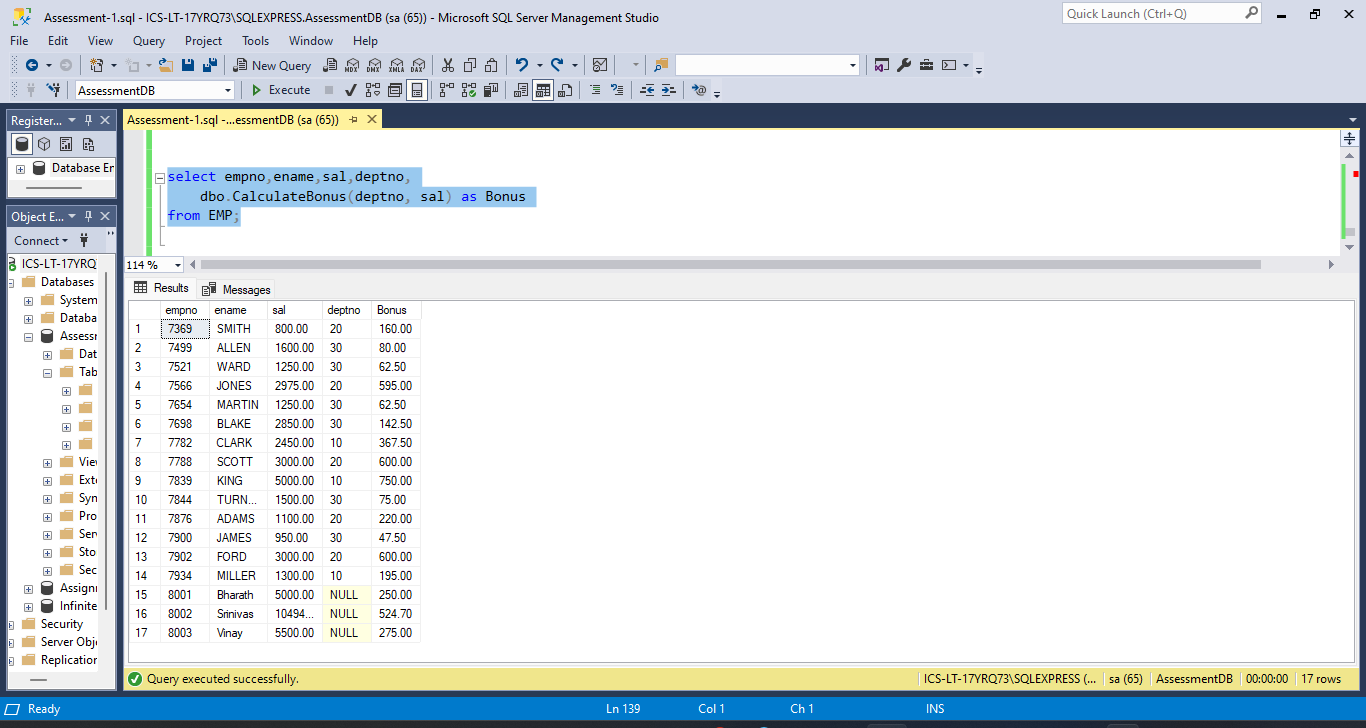 Assessment-1.sql - ICS-LT-17YRQ73\SQLEXPRESS.AssessmentDB (sa (65)) - Microsoft SQL Server Management Studio
Quick Launch (Ctrl+Q)
File Edit View Query Project Tools Window Help
New Query MDX DMX XMLA DAX
AssessmentDB Execute
Register...
Database Er
Object E...
Connect
ICS-LT-17YRQ
Databases
System
Databa
Assessr
Dat
Tab
Viev
Exte
Syn
Pro
Serv
Sto
Sec
Assignr
Infinite
Security
Server Obje
Replication
Assessment-1.sql -...essmentDB (sa (65))
select empno,ename,sal,deptno,
dbo.CalculateBonus(deptno, sal) as Bonus
from EMP;
114 %
Results Messages
empno ename sal deptno Bonus
1 7369 SMITH 800.00 20 160.00
2 7499 ALLEN 1600.00 30 80.00
3 7521 WARD 1250.00 30 62.50
4 7566 JONES 2975.00 20 595.00
5 7654 MARTIN 1250.00 30 62.50
6 7698 BLAKE 2850.00 30 142.50
7 7782 CLARK 2450.00 10 367.50
8 7788 SCOTT 3000.00 20 600.00
9 7839 KING 5000.00 10 750.00
10 7844 TURN... 1500.00 30 75.00
11 7876 ADAMS 1100.00 20 220.00
12 7900 JAMES 950.00 30 47.50
13 7902 FORD 3000.00 20 600.00
14 7934 MILLER 1300.00 10 195.00
15 8001 Bharath 5000.00 NULL 250.00
16 8002 Srinivas 10494... NULL 524.70
17 8003 Vinay 5500.00 NULL 275.00
Query executed successfully. ICS-LT-17YRQ73\SQLEXPRESS (... sa (65) AssessmentDB 00:00:00 17 rows
Ready Ln 139 Col 1 Ch 1 INS